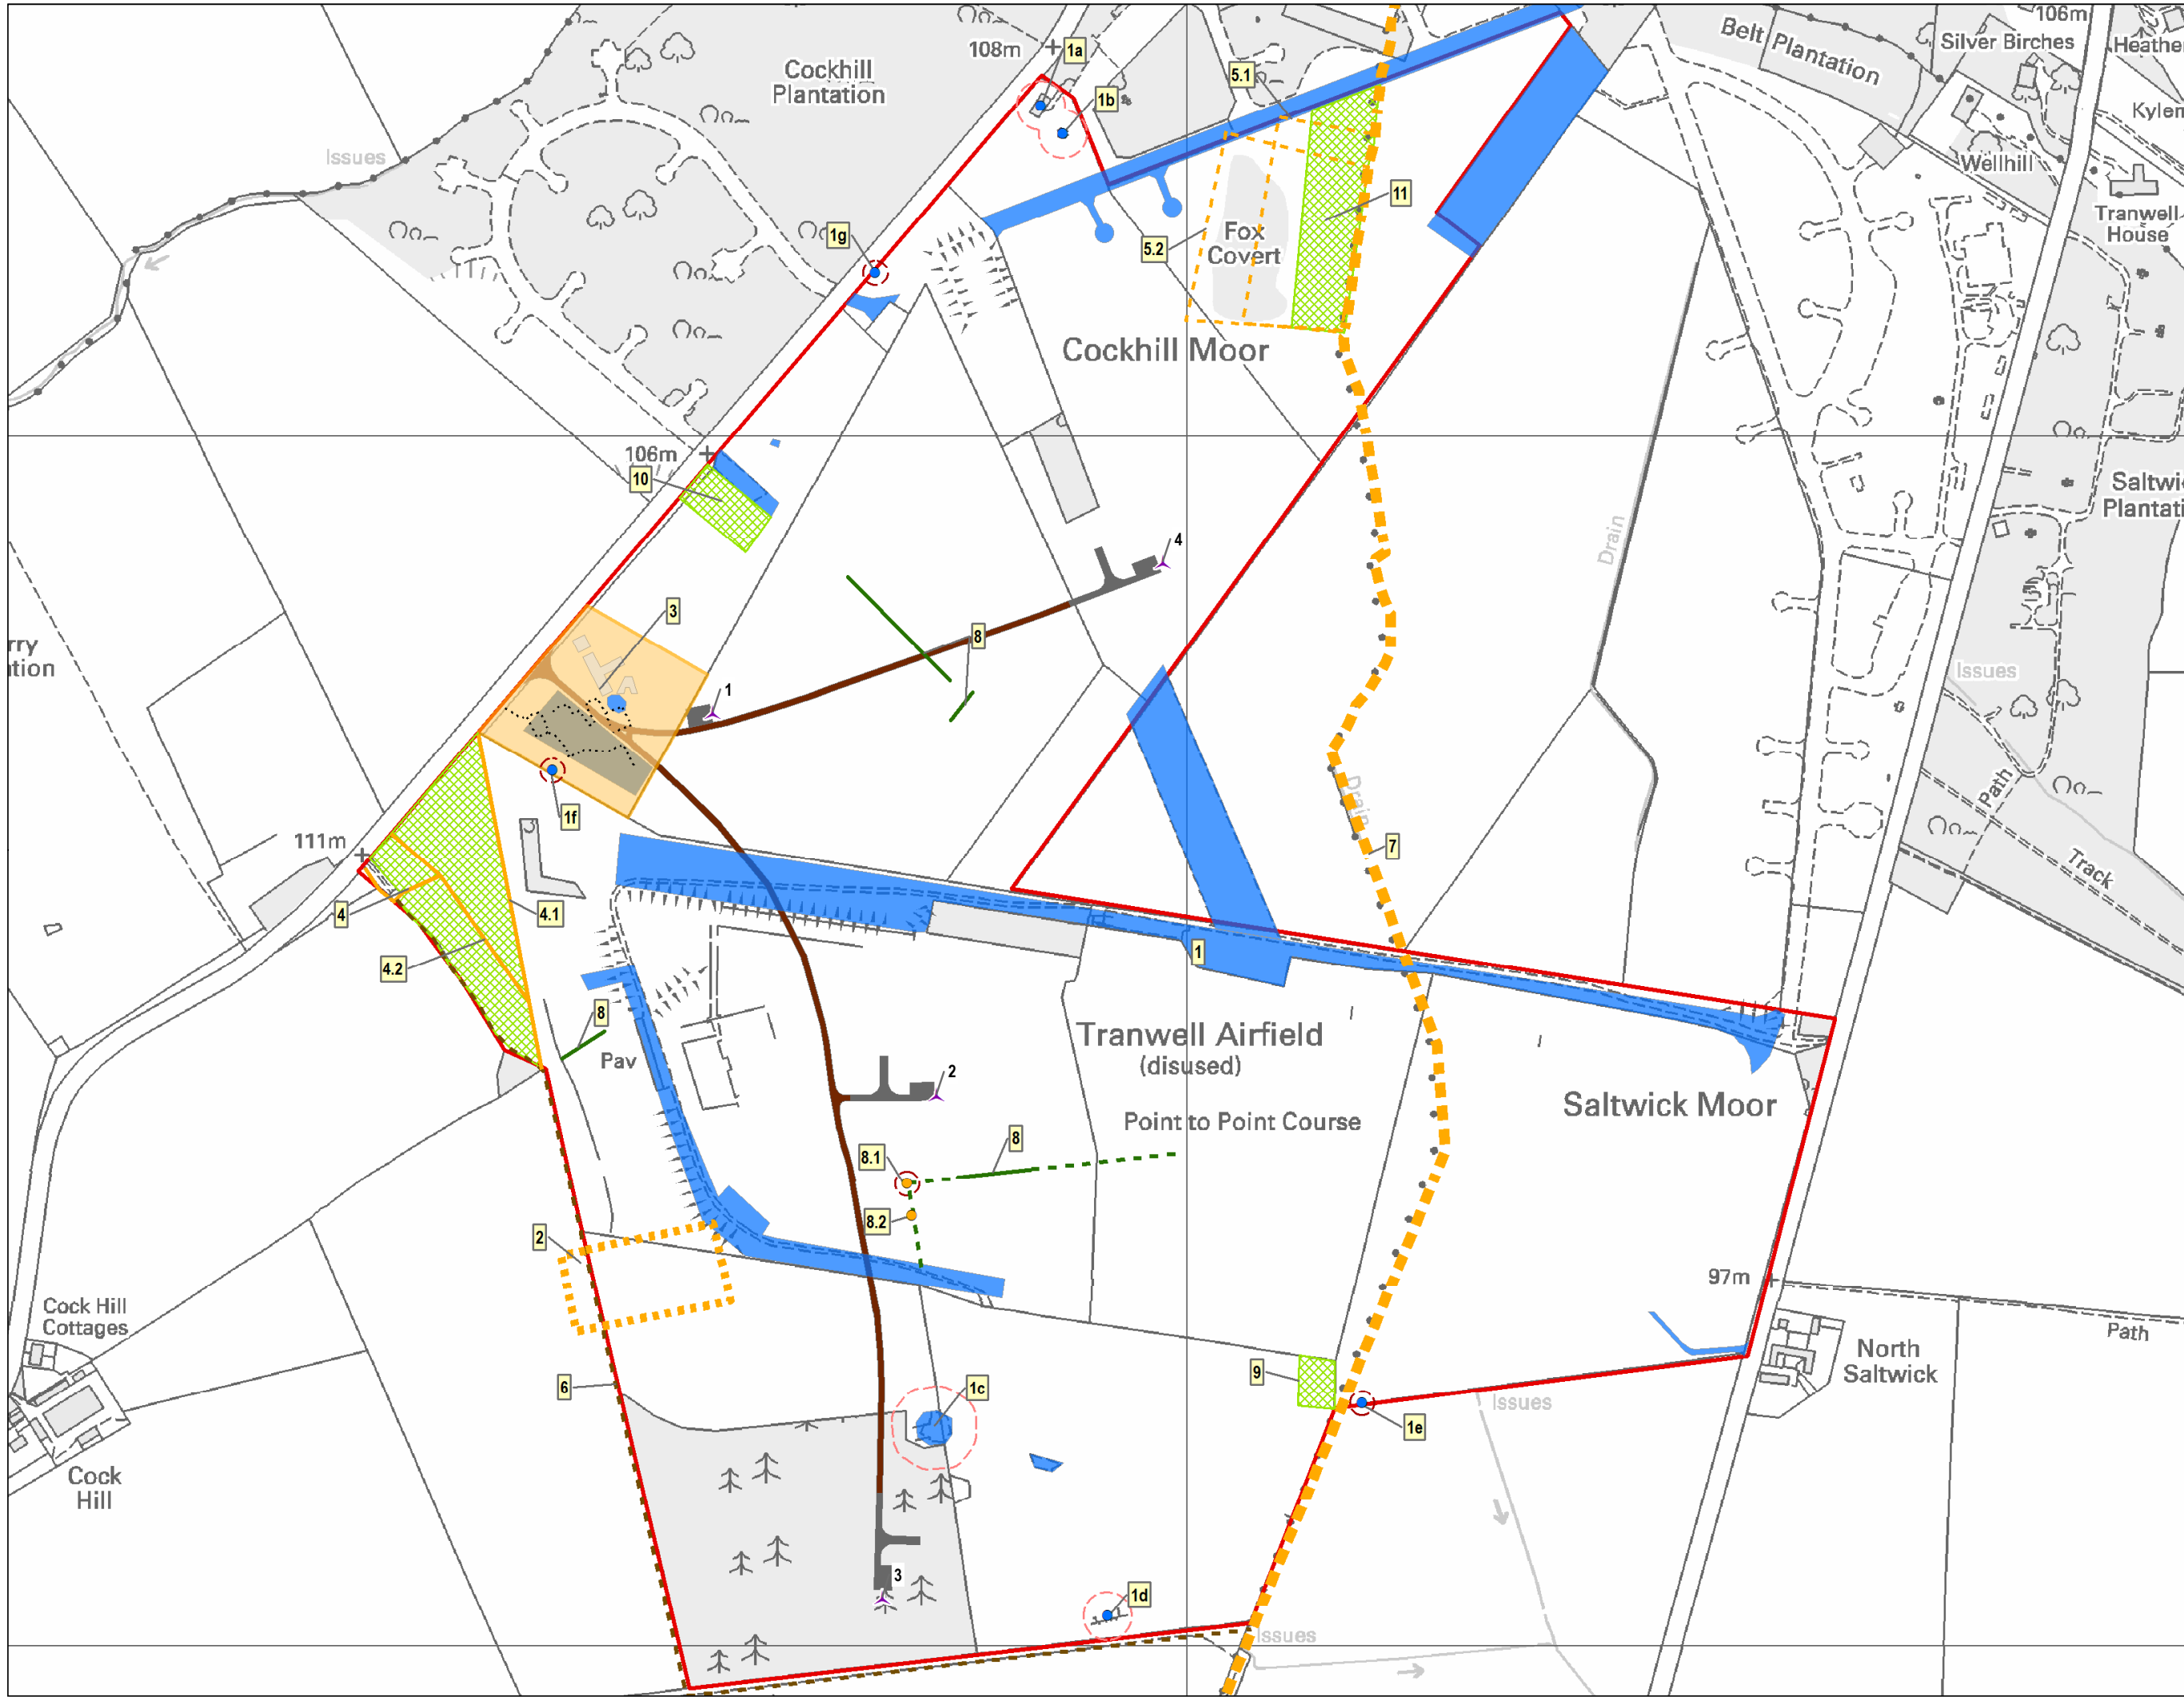 108m
1a
106m
Belt Plantation
Silver Birches
Cockhill
Plantation
5.1
1b
Issues
Wellhill
11
Tranwell
House
1g
5.2
Fox
Covert
Cockhill Moor
106m
10
Drain
4
3
8
Issues
1
Path
1f
Drain
111m
7
Track
4
4.1
4.2
1
8
Tranwell Airfield
(disused)
Pav
2
Saltwick Moor
Point to Point Course
8.1
8
8.2
2
97m
Cock Hill
Cottages
Path
North
Saltwick
6
9
1c
Issues
1e
Cock
Hill
3
1d
Issues